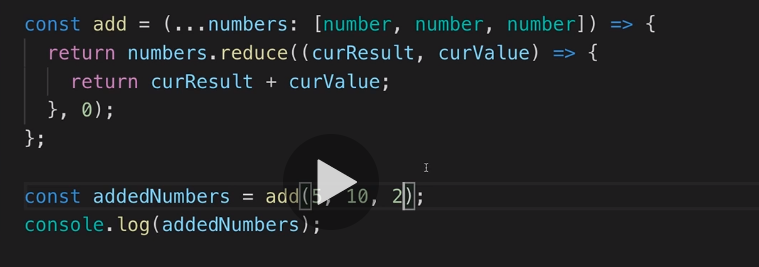 const add = (...numbers: [number, number, number]) => {
  return numbers.reduce((curResult, curValue) => {
    return curResult + curValue;
  }, 0);
};
const addedNumbers = add(5, 10, 2);
console.log(addedNumbers);